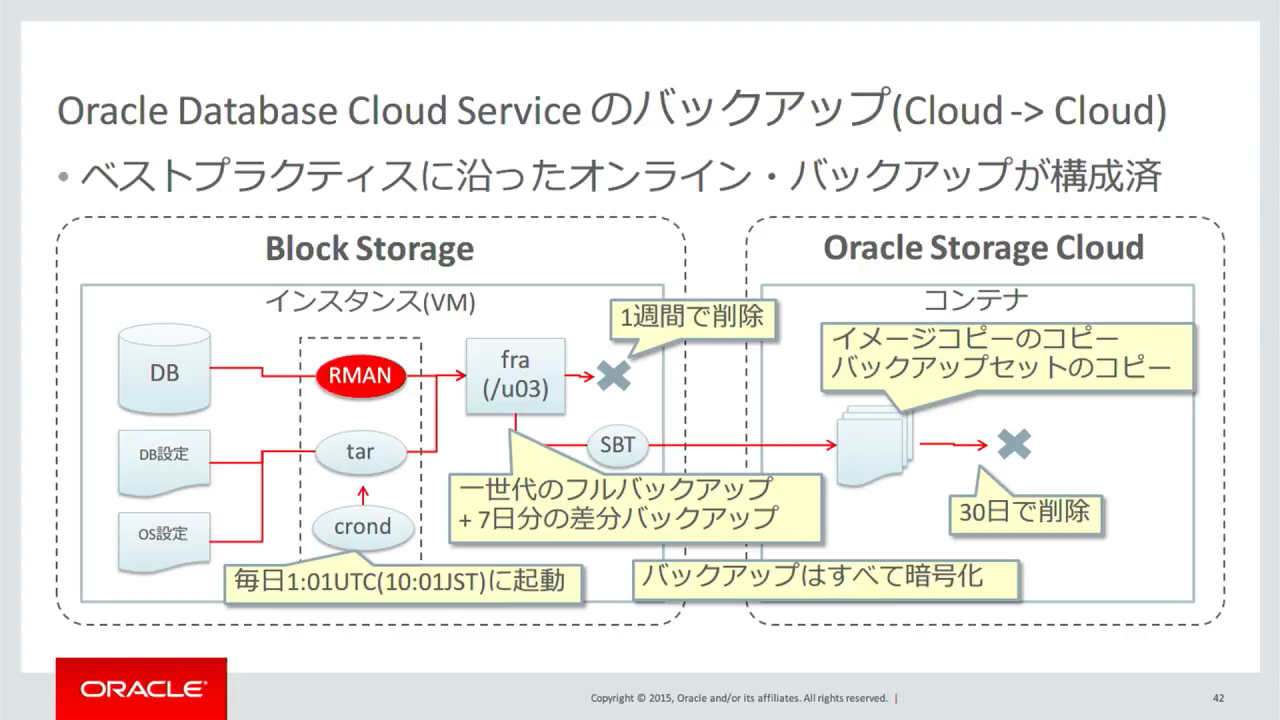 Oracle Database Cloud Service のバックアップ(Cloud -> Cloud)
• ベストプラクティスに沿ったオンライン・バックアップが構成済
Block Storage
インスタンス(VM)
DB
DB設定
OS設定
RMAN
tar
crond
毎日1:01UTC(10:01JST)に起動
fra
(/u03)
1週間で削除
SBT
一世代のフルバックアップ
+ 7日分の差分バックアップ
Oracle Storage Cloud
コンテナ
イメージコピーのコピー
バックアップセットのコピー
30日で削除
バックアップはすべて暗号化
ORACLE®
Copyright © 2015, Oracle and/or its affiliates. All rights reserved. |
42